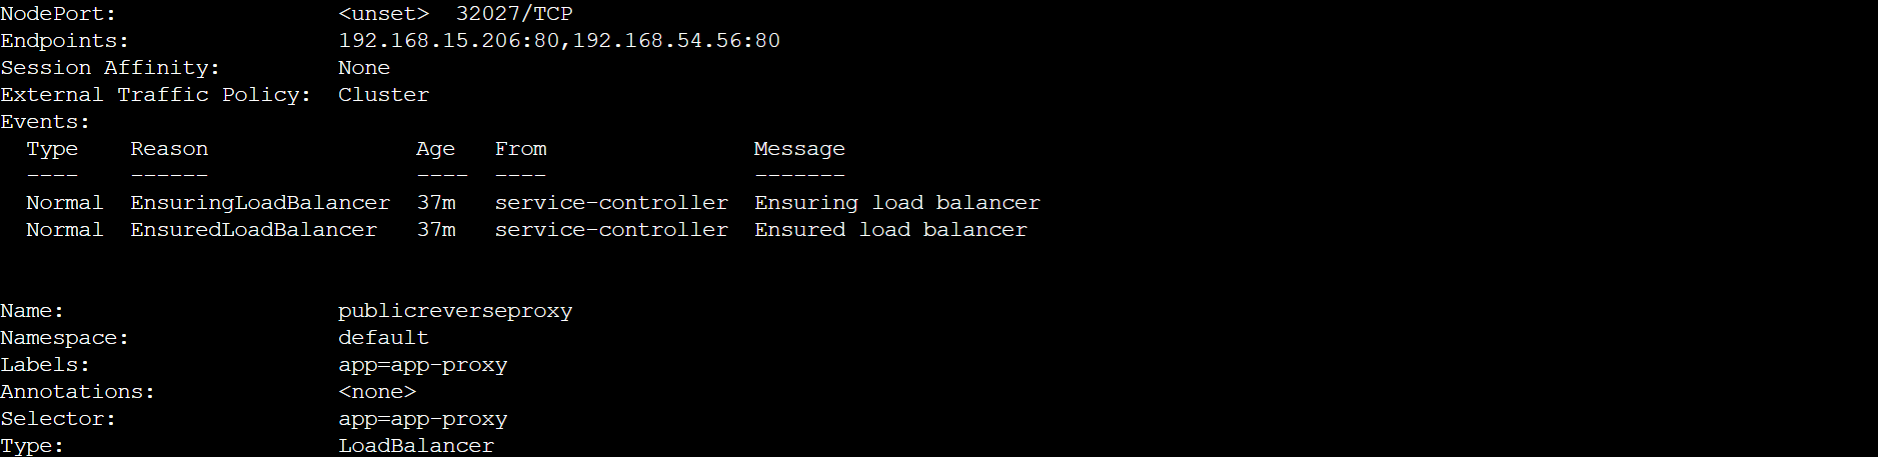 NodePort:                 <unset>  32027/TCP
Endpoints:                192.168.15.206:80,192.168.54.56:80
Session Affinity:         None
External Traffic Policy:  Cluster
Events:
  Type    Reason                Age   From                Message
  ----    ------                ----  ----                -------
  Normal  EnsuringLoadBalancer  37m   service-controller  Ensuring load balancer
  Normal  EnsuredLoadBalancer   37m   service-controller  Ensured load balancer
Name:                     publicreverseproxy
Namespace:                default
Labels:                   app=app-proxy
Annotations:              <none>
Selector:                 app=app-proxy
Type:                     LoadBalancer